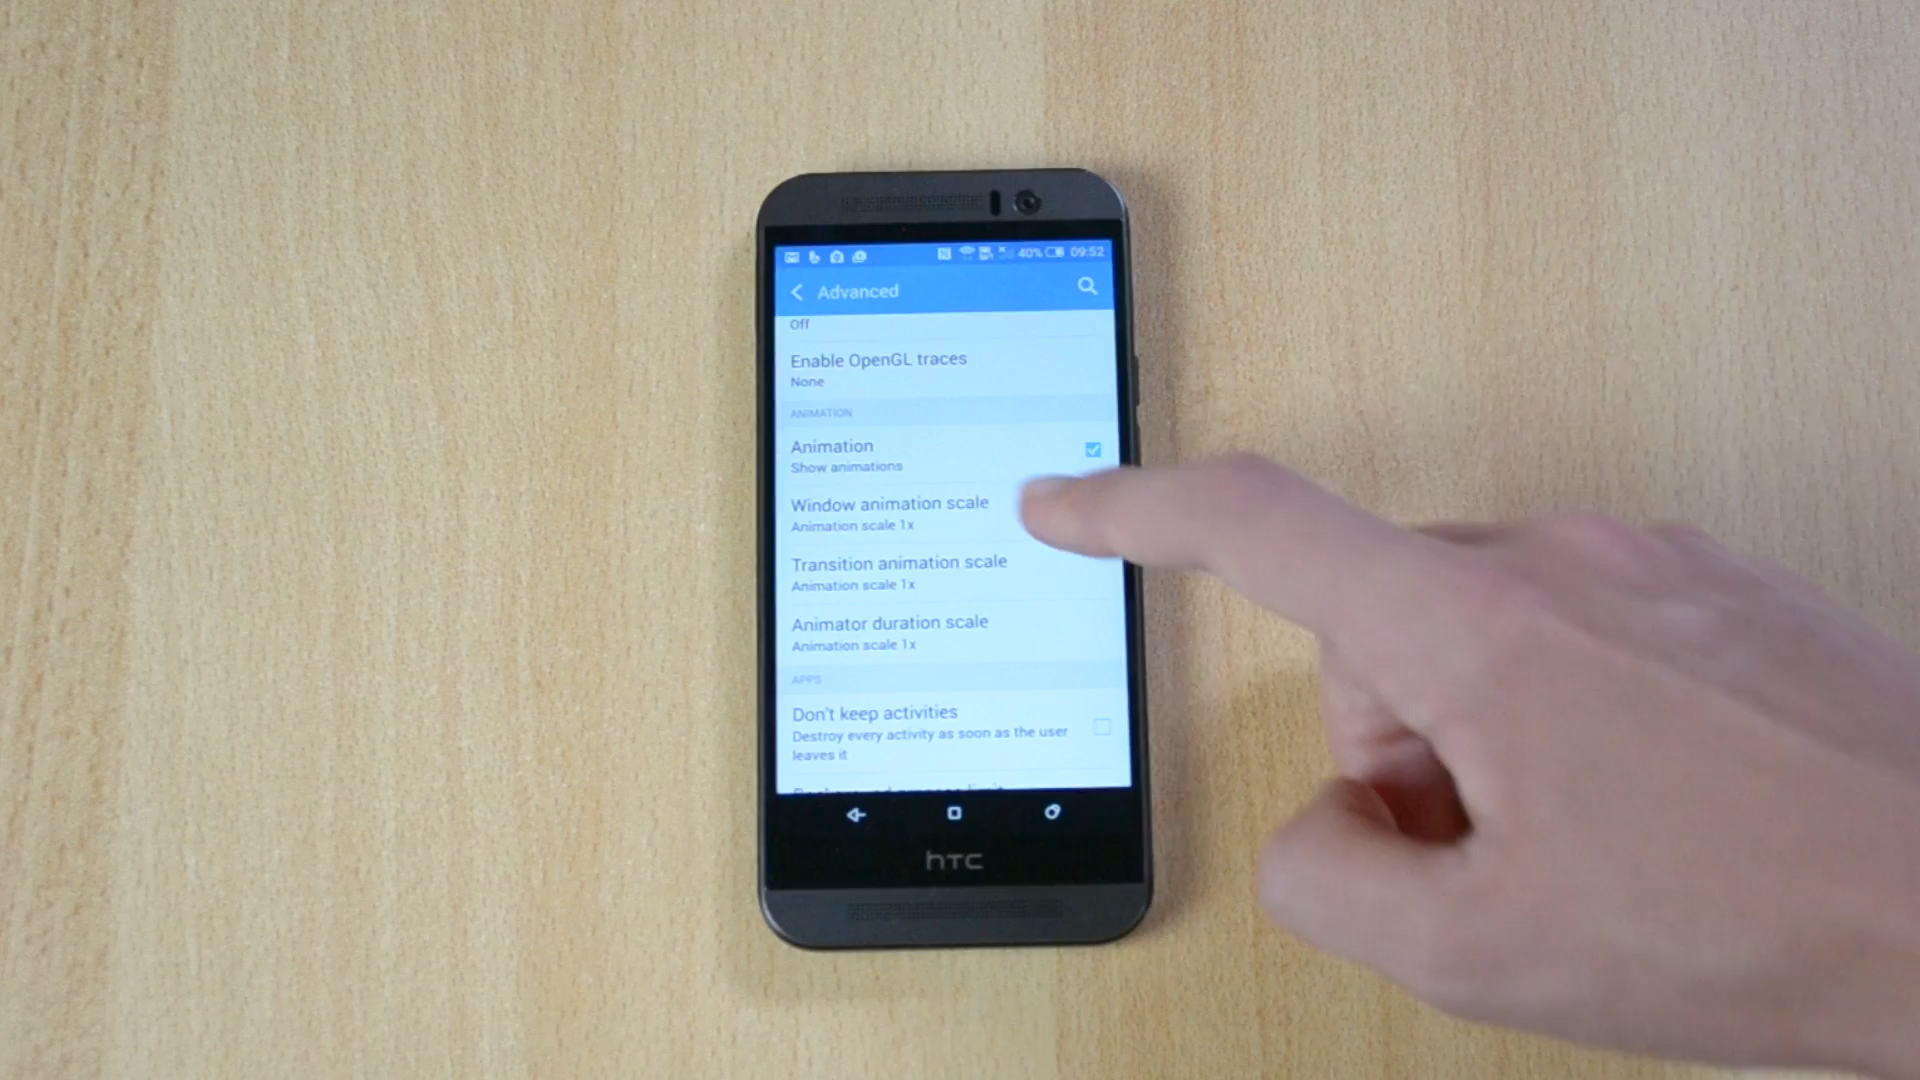 40% 09:52
Advanced
Off
Enable OpenGL traces
None
ANIMATION
Animation
Show animations
Window animation scale
Animation scale 1x
Transition animation scale
Animation scale 1x
Animator duration scale
Animation scale 1x
APPS
Don't keep activities
Destroy every activity as soon as the user
leaves it
hTC